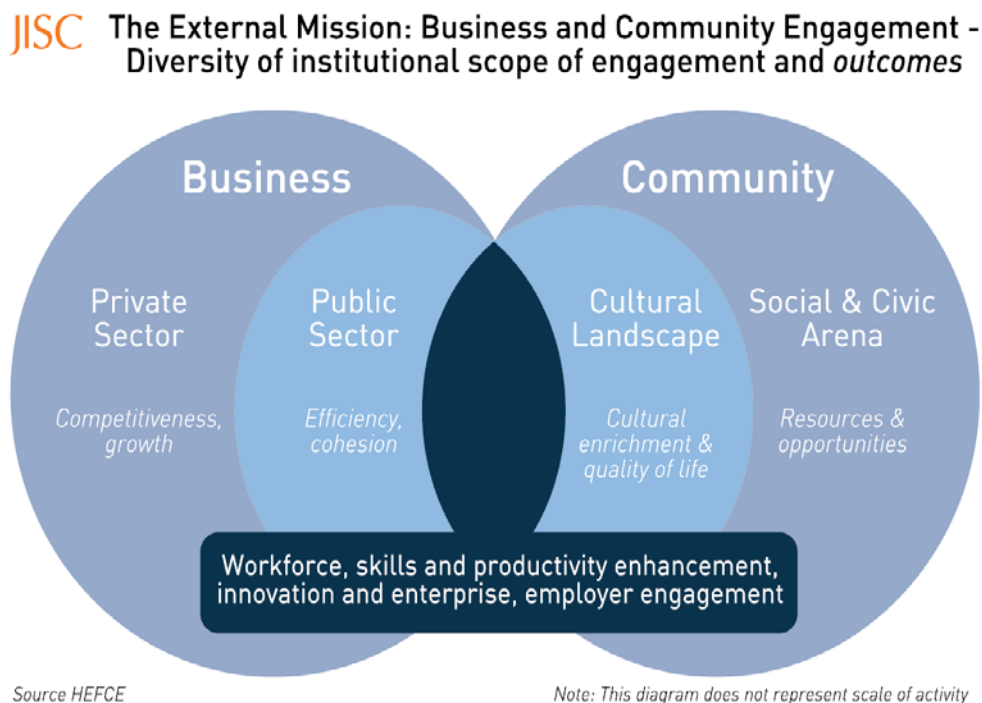 JISC
The External Mission: Business and Community Engagement -
Diversity of institutional scope of engagement and outcomes
Business
Community
Private
Sector
Public
Sector
Cultural
Landscape
Social & Civic
Arena
Competitiveness,
growth
Efficiency,
cohesion
Cultural
enrichment &
quality of life
Resources &
opportunities
Workforce, skills and productivity enhancement,
innovation and enterprise, employer engagement
Source HEFCE
Note: This diagram does not represent scale of activity